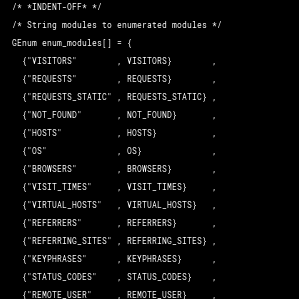 /* *INDENT-OFF* */
/* String modules to enumerated modules */
GEnum enum_modules[] = {
  {"VISITORS"        , VISITORS}        ,
  {"REQUESTS"        , REQUESTS}        ,
  {"REQUESTS_STATIC" , REQUESTS_STATIC} ,
  {"NOT_FOUND"       , NOT_FOUND}       ,
  {"HOSTS"           , HOSTS}           ,
  {"OS"              , OS}              ,
  {"BROWSERS"        , BROWSERS}        ,
  {"VISIT_TIMES"     , VISIT_TIMES}     ,
  {"VIRTUAL_HOSTS"   , VIRTUAL_HOSTS}   ,
  {"REFERRERS"       , REFERRERS}       ,
  {"REFERRING_SITES" , REFERRING_SITES} ,
  {"KEYPHRASES"      , KEYPHRASES}      ,
  {"STATUS_CODES"    , STATUS_CODES}    ,
  {"REMOTE_USER"     , REMOTE_USER}     ,